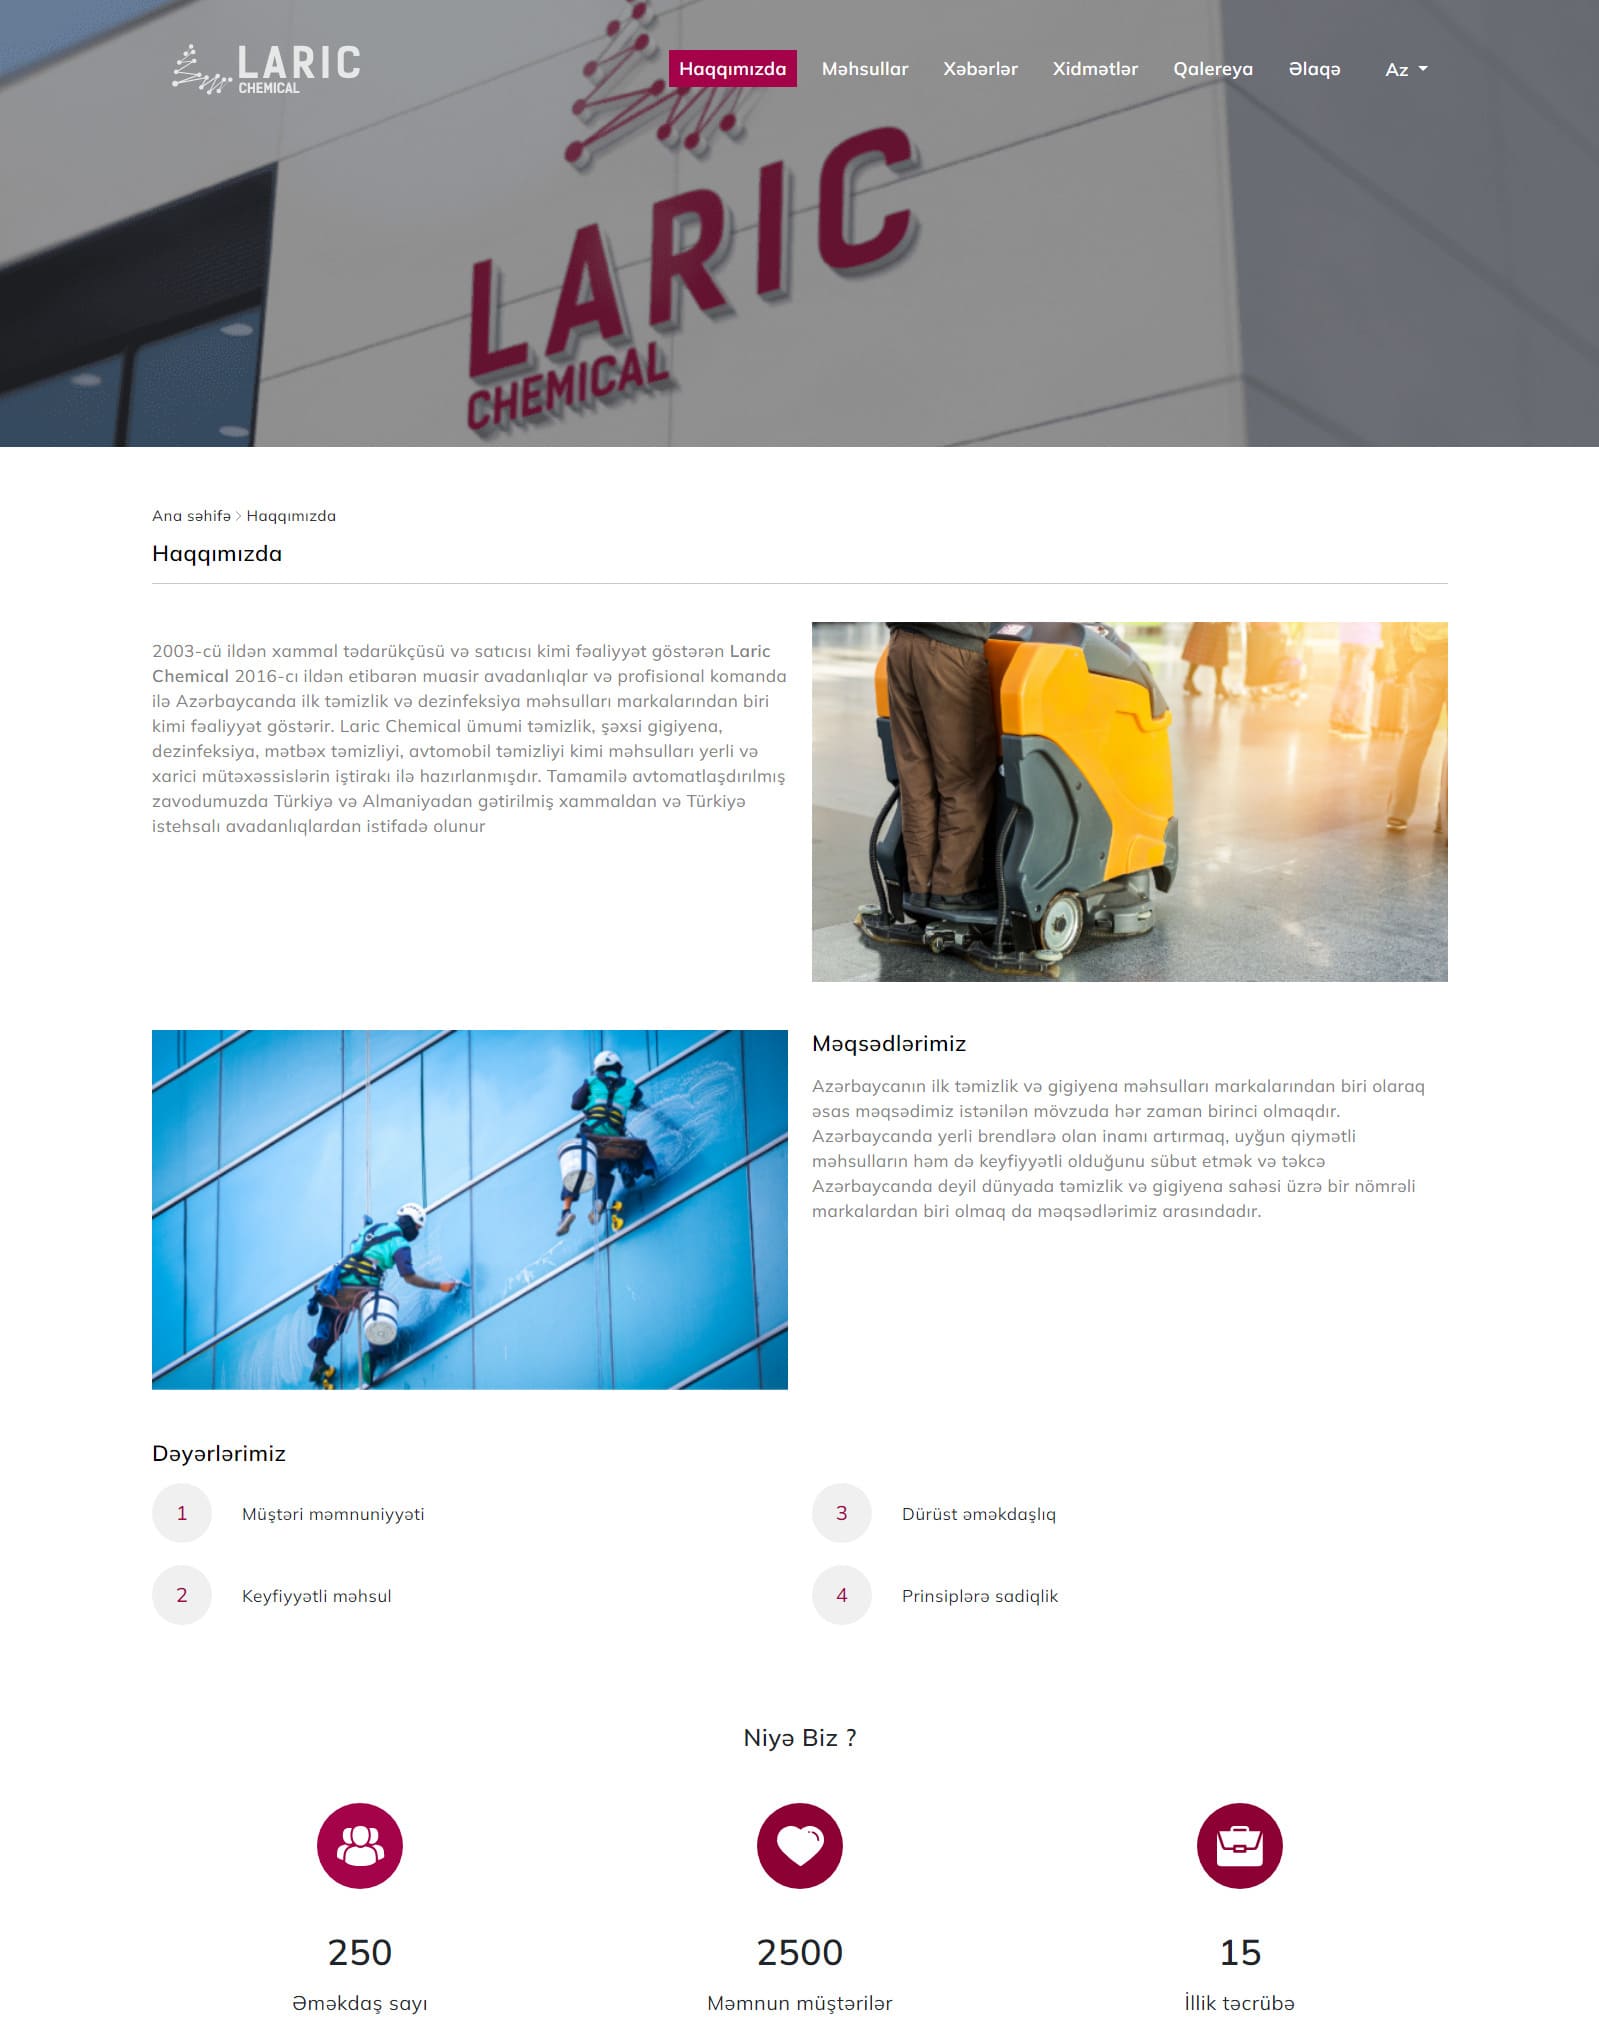 LARIC
CHEMICAL
Haqqımızda Məhsullar Xəbərlər Xidmətlər Qalereya Əlaqə Az
LARIC
CHEMICAL
Ana səhifə > Haqqımızda
Haqqımızda
2003-cü ildən xammal tədarükçüsü və satıcısı kimi fəaliyyət göstərən Laric
Chemical 2016-cı ildən etibarən muasir avadanlıqlar və profisional komanda
ilə Azərbaycanda ilk təmizlik və dezinfeksiya məhsulları markalarından biri
kimi fəaliyyət göstərir. Laric Chemical ümumi təmizlik, şəxsi gigiyena,
dezinfeksiya, mətbəx təmizliyi, avtomobil təmizliyi kimi məhsulları yerli və
xarici mütəxəssislərin iştirakı ilə hazırlanmışdır. Tamamilə avtomatlaşdırılmış
zavodumuzda Türkiyə və Almaniyadan gətirilmiş xammaldan və Türkiyə
istehsalı avadanlıqlardan istifadə olunur
Məqsədlərimiz
Azərbaycanın ilk təmizlik və gigiyena məhsulları markalarından biri olaraq
əsas məqsədimiz istənilən mövzuda hər zaman birinci olmaqdır.
Azərbaycanda yerli brendlərə olan inamı artırmaq, uyğun qiymətli
məhsulların həm də keyfiyyətli olduğunu sübut etmək və təkcə
Azərbaycanda deyil dünyada təmizlik və gigiyena sahəsi üzrə bir nömrəli
markalardan biri olmaq da məqsədlərimiz arasındadır.
Dəyərlərimiz
1 Müştəri məmnuniyyəti
2 Keyfiyyətli məhsul
3 Dürüst əməkdaşlıq
4 Prinsiplərə sadiqlik
Niyə Biz ?
250
Əməkdaş sayı
2500
Məmnun müştərilər
15
İllik təcrübə